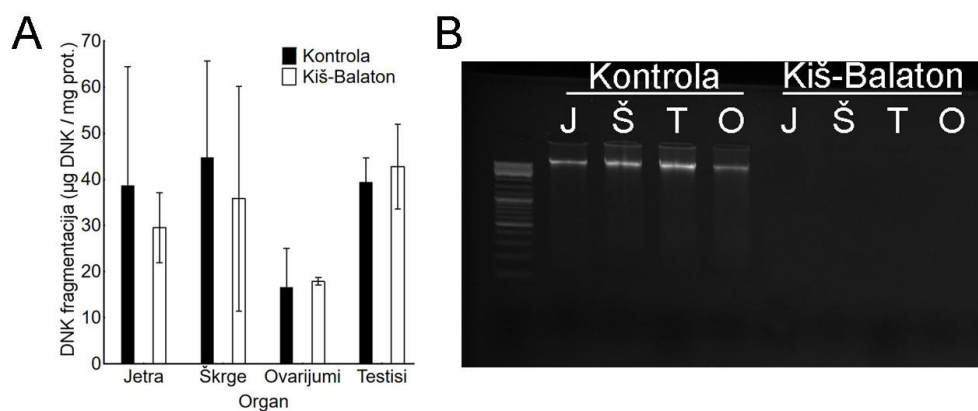 A
DNK fragmentacija (µg DNK / mg prot.)
70
60
50
40
30
20
10
0
Kontrola
Kiš-Balaton
Jetra Škrge Ovarijumi Testisi
Organ
B
Kontrola Kiš-Balaton
J Š T O J Š T O